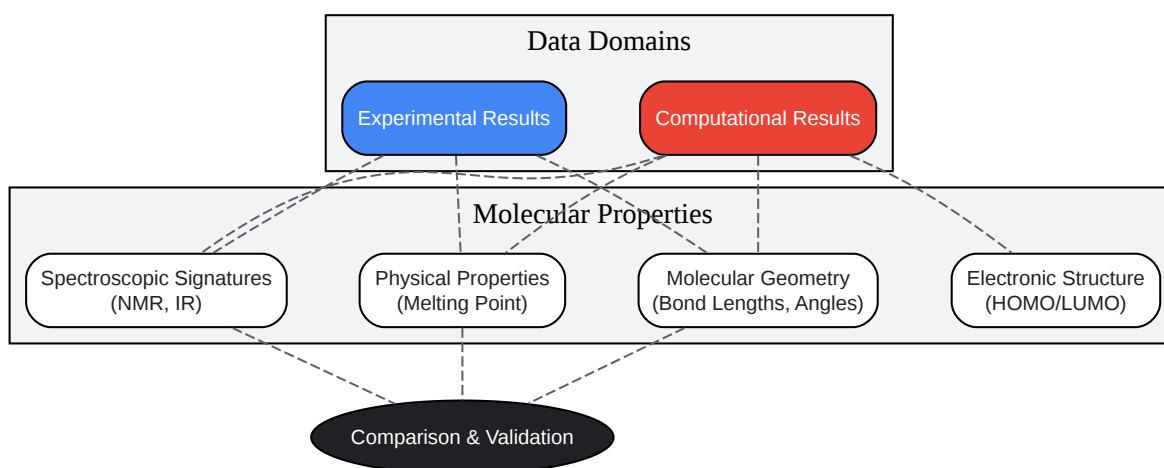 Data Domains
Experimental Results
Computational Results
Molecular Properties
Spectroscopic Signatures
(NMR, IR)
Physical Properties
(Melting Point)
Molecular Geometry
(Bond Lengths, Angles)
Electronic Structure
(HOMO/LUMO)
Comparison & Validation